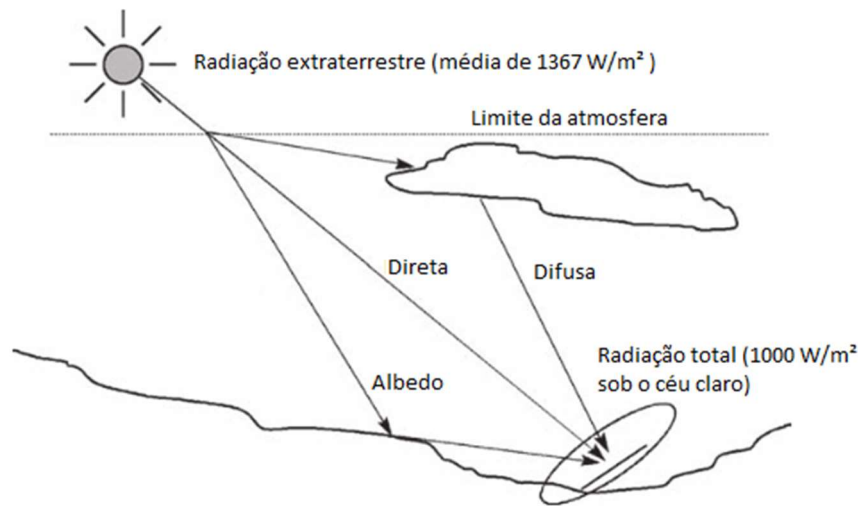 Radiação extraterrestre (média de 1367 W/m² )
Limite da atmosfera
Direta
Difusa
Radiação total (1000 W/m²
sob o céu claro)
Albedo